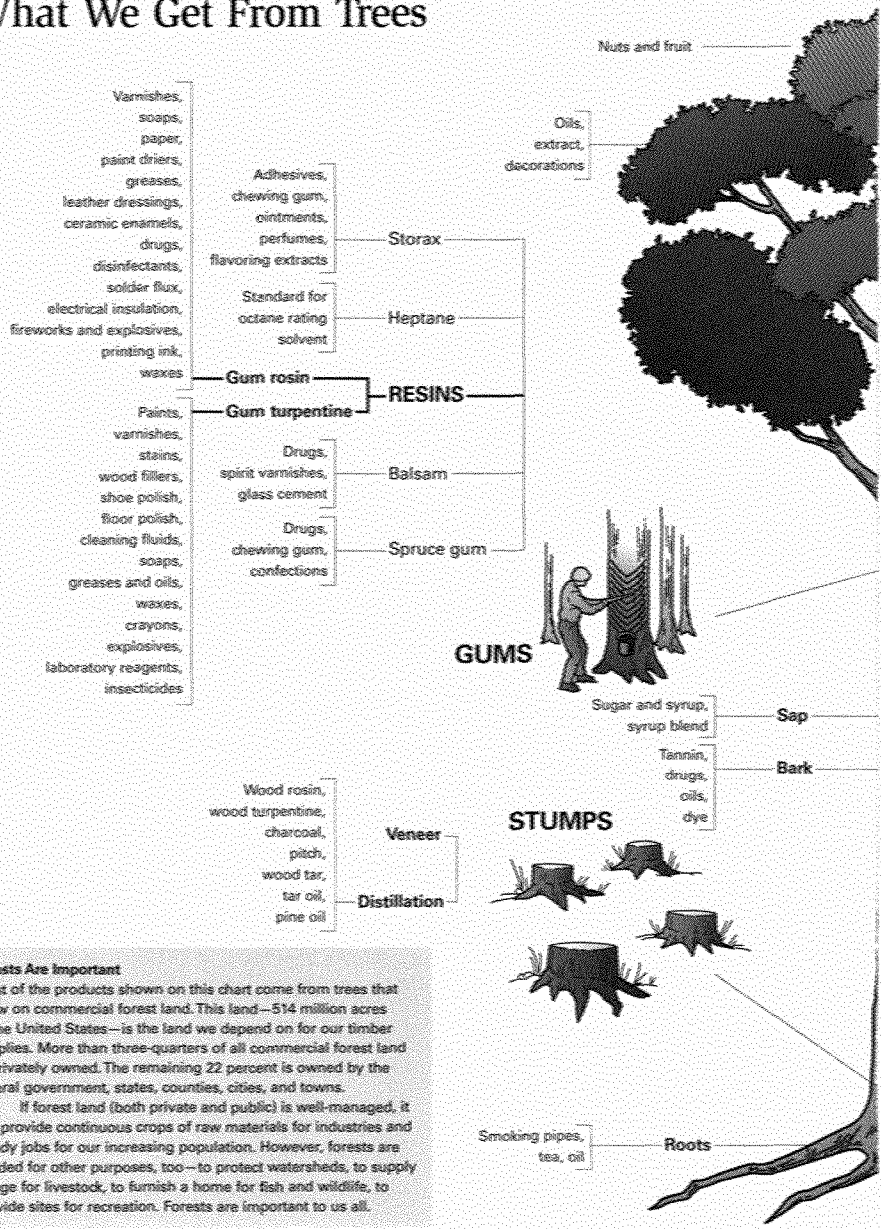 What We Get From Trees
Nuts and fruit
Oils,
extract,
decorations
Varnishes,
soaps,
paper,
paint driers,
greases,
leather dressings,
ceramic enamels,
drugs,
disinfectants,
solder flux,
electrical insulation,
fireworks and explosives,
printing ink,
waxes
Adhesives,
chewing gum,
ointments,
perfumes,
flavoring extracts
Storax
Standard for
octane rating
solvent
Heptane
Gum rosin
RESINS
Gum turpentine
Paints,
varnishes,
stains,
wood fillers,
shoe polish,
floor polish,
cleaning fluids,
soaps,
greases and oils,
waxes,
crayons,
explosives,
laboratory reagents,
insecticides
Drugs,
spirit varnishes,
glass cement
Balsam
Drugs,
chewing gum,
confections
Spruce gum
GUMS
Sugar and syrup,
syrup blend
Sap
Tannin,
drugs,
oils,
dye
Bark
Wood rosin,
wood turpentine,
charcoal,
pitch,
wood tar,
tar oil,
pine oil
Veneer
Distillation
STUMPS
ests Are Important
t of the products shown on this chart come from trees that
w on commercial forest land. This land—514 million acres
he United States—is the land we depend on for our timber
plies. More than three-quarters of all commercial forest land
rivately owned. The remaining 22 percent is owned by the
eral government, states, counties, cities, and towns.
If forest land (both private and public) is well-managed, it
provide continuous crops of raw materials for industries and
dy jobs for our increasing population. However, forests are
ded for other purposes, too—to protect watersheds, to supply
ge for livestock, to furnish a home for fish and wildlife, to
vide sites for recreation. Forests are important to us all.
Smoking pipes,
tea, oil
Roots